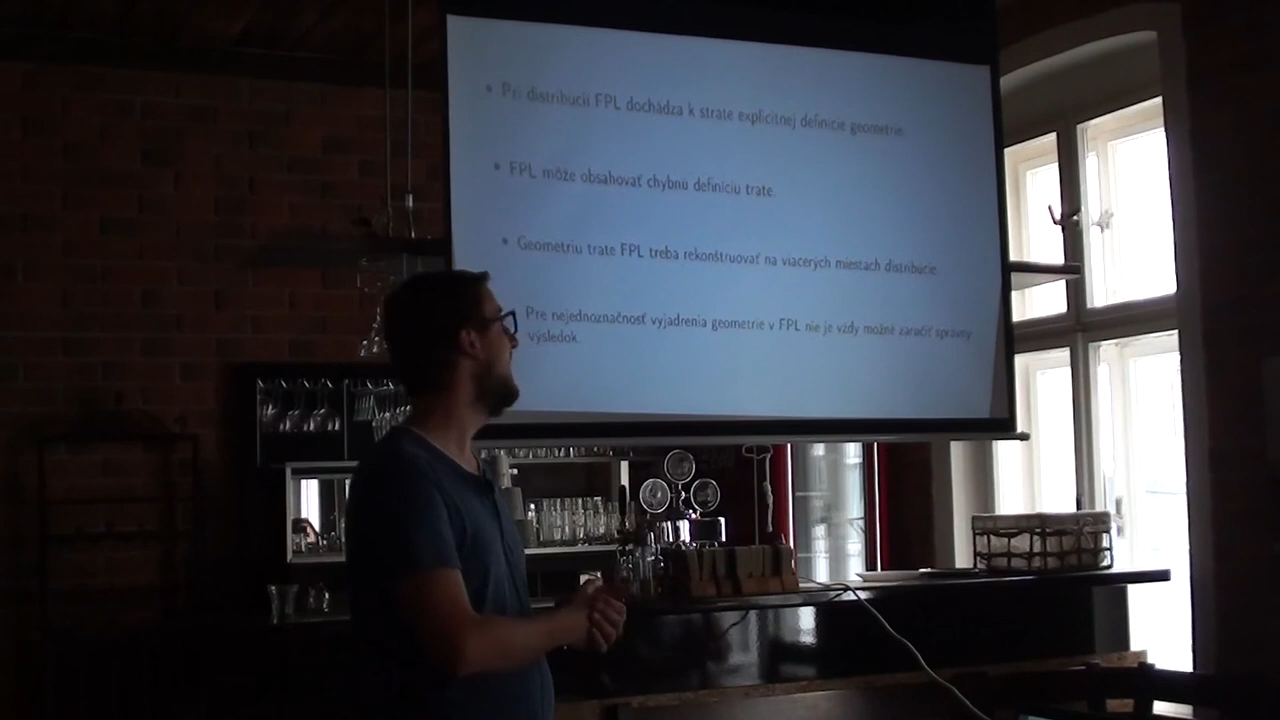 Pri distribúcii FPL dochádza k strate explicitnej definície geometrie.
FPL môže obsahovať chybnú definíciu trate.
Geometriu trate FPL treba rekonštruovať na viacerých miestach distribúcie.
Pre nejednoznačnosť vyjadrenia geometrie v FPL nie je vždy možné zaručiť správny
výsledok.